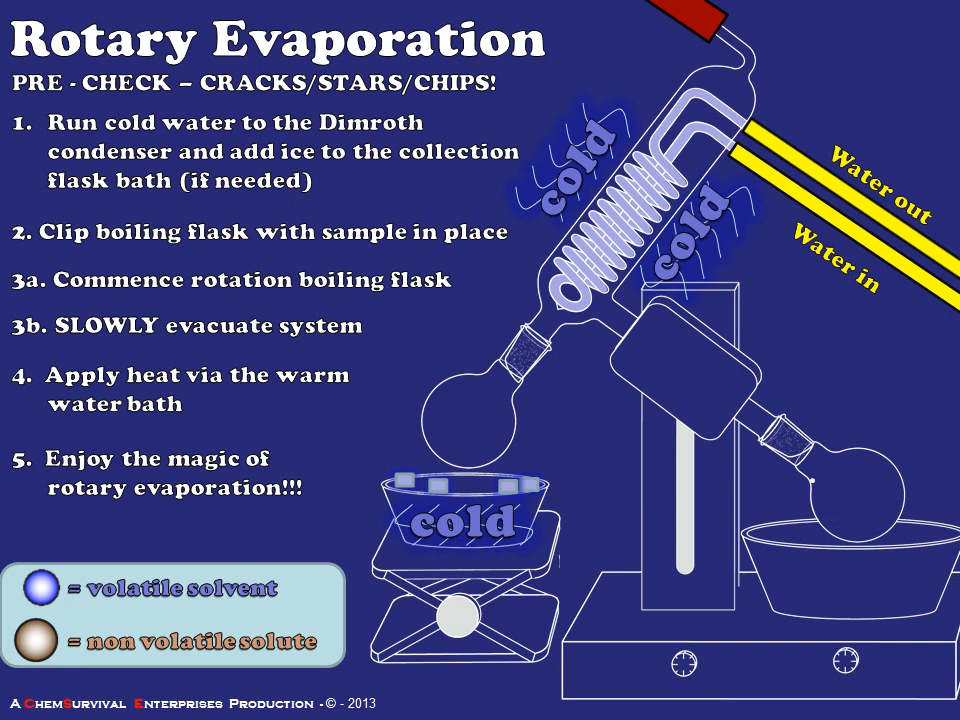 Rotary Evaporation
PRE - CHECK – CRACKS/STARS/CHIPS!
1. Run cold water to the Dimroth
condenser and add ice to the collection
flask bath (if needed)
2. Clip boiling flask with sample in place
3a. Commence rotation boiling flask
3b. SLOWLY evacuate system
4. Apply heat via the warm
water bath
5. Enjoy the magic of
rotary evaporation!!!
cold
cold
Water out
Water in
cold
= volatile solvent
= non volatile solute
A ChemSurvival Enterprises Production - © - 2013